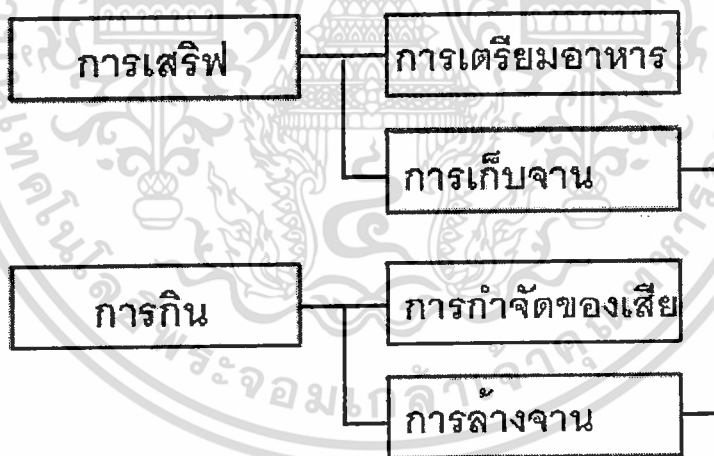 การเสริฟ
การเตรียมอาหาร
การเก็บจาน
การกิน
การกำจัดของเสีย
การล้างจาน